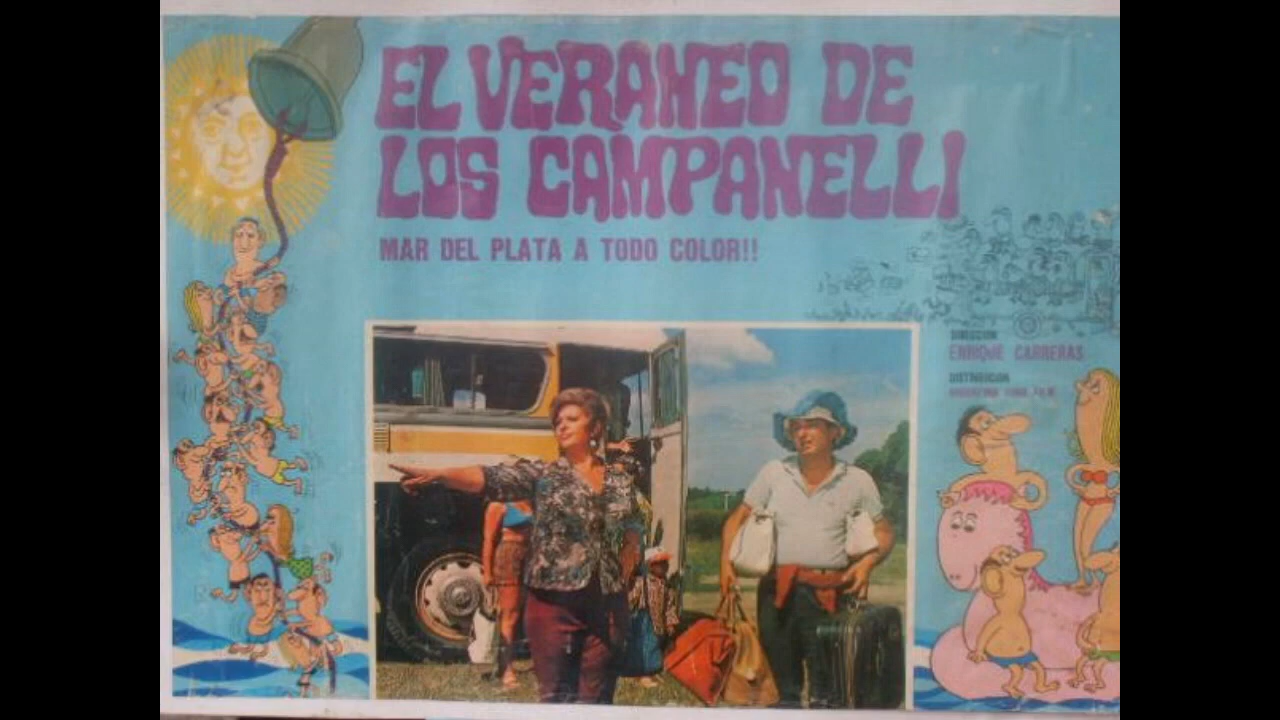 EL VERANEO DE
LOS CAMPANELLI
MAR DEL PLATA A TODO COLOR!!
DIRECCION
ENRIQUE CARRERAS
DISTRIBUCION